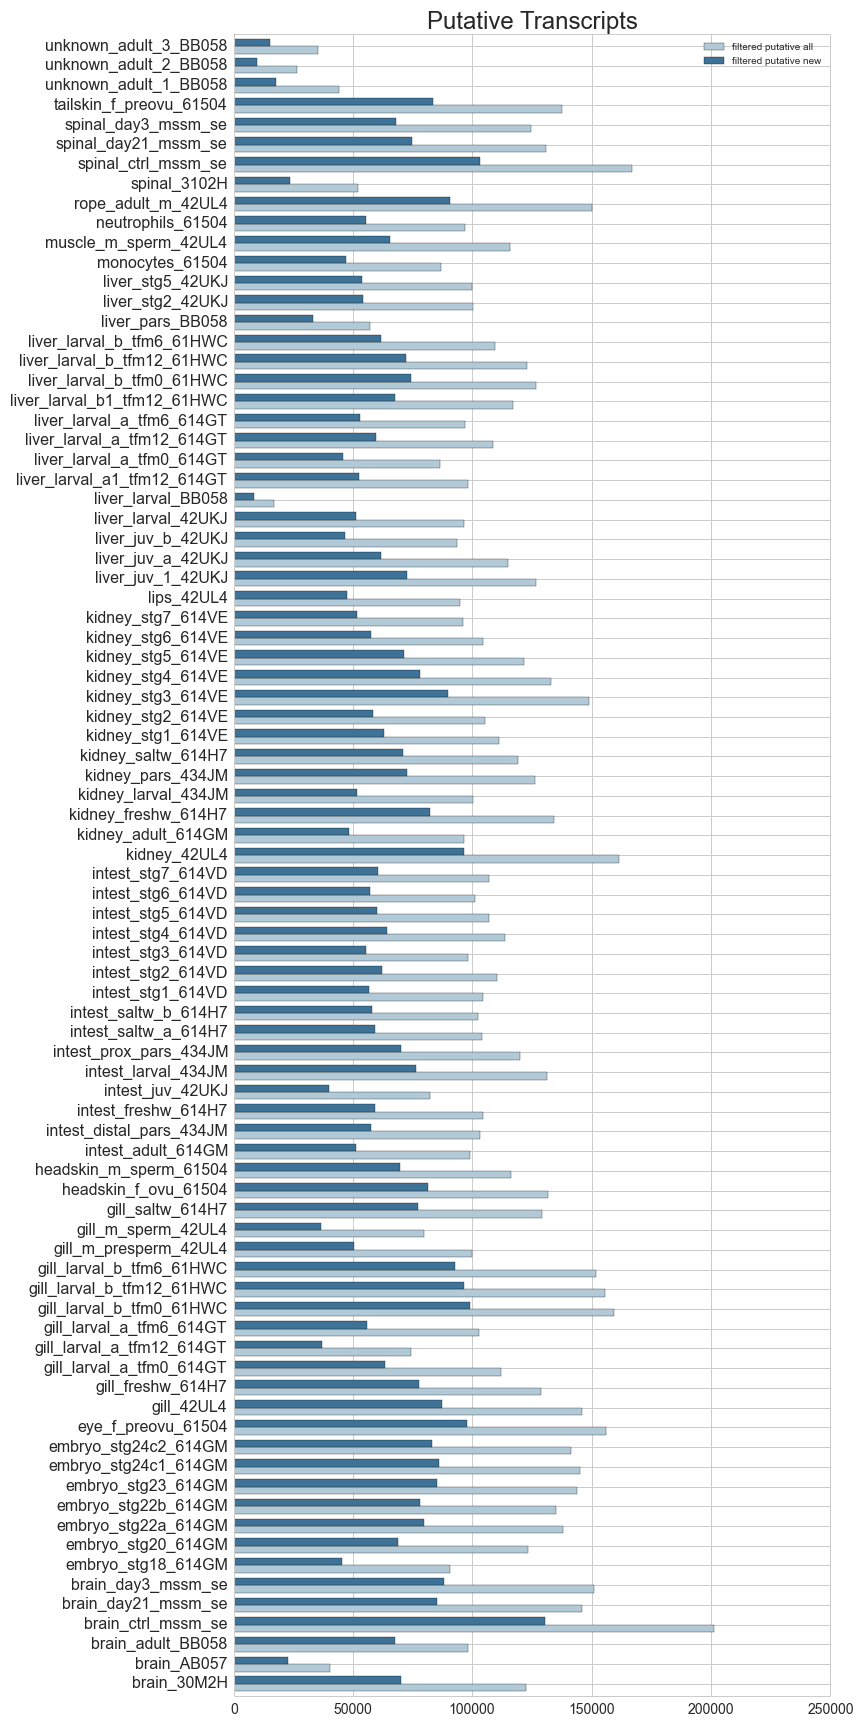 Putative Transcripts
filtered putative all
filtered putative new
unknown_adult_3_BB058
unknown_adult_2_BB058
unknown_adult_1_BB058
tailskin_f_preovu_61504
spinal_day3_mssm_se
spinal_day21_mssm_se
spinal_ctrl_mssm_se
spinal_3102H
rope_adult_m_42UL4
neutrophils_61504
muscle_m_sperm_42UL4
monocytes_61504
liver_stg5_42UKJ
liver_stg2_42UKJ
liver_pars_BB058
liver_larval_b_tfm6_61HWC
liver_larval_b_tfm12_61HWC
liver_larval_b_tfm0_61HWC
liver_larval_b1_tfm12_61HWC
liver_larval_a_tfm6_614GT
liver_larval_a_tfm12_614GT
liver_larval_a_tfm0_614GT
liver_larval_a1_tfm12_614GT
liver_larval_BB058
liver_larval_42UKJ
liver_juv_b_42UKJ
liver_juv_a_42UKJ
liver_juv_1_42UKJ
lips_42UL4
kidney_stg7_614VE
kidney_stg6_614VE
kidney_stg5_614VE
kidney_stg4_614VE
kidney_stg3_614VE
kidney_stg2_614VE
kidney_stg1_614VE
kidney_saltw_614H7
kidney_pars_434JM
kidney_larval_434JM
kidney_freshw_614H7
kidney_adult_614GM
kidney_42UL4
intest_stg7_614VD
intest_stg6_614VD
intest_stg5_614VD
intest_stg4_614VD
intest_stg3_614VD
intest_stg2_614VD
intest_stg1_614VD
intest_saltw_b_614H7
intest_saltw_a_614H7
intest_prox_pars_434JM
intest_larval_434JM
intest_juv_42UKJ
intest_freshw_614H7
intest_distal_pars_434JM
intest_adult_614GM
headskin_m_sperm_61504
headskin_f_ovu_61504
gill_saltw_614H7
gill_m_sperm_42UL4
gill_m_presperm_42UL4
gill_larval_b_tfm6_61HWC
gill_larval_b_tfm12_61HWC
gill_larval_b_tfm0_61HWC
gill_larval_a_tfm6_614GT
gill_larval_a_tfm12_614GT
gill_larval_a_tfm0_614GT
gill_freshw_614H7
gill_42UL4
eye_f_preovu_61504
embryo_stg24c2_614GM
embryo_stg24c1_614GM
embryo_stg23_614GM
embryo_stg22b_614GM
embryo_stg22a_614GM
embryo_stg20_614GM
embryo_stg18_614GM
brain_day3_mssm_se
brain_day21_mssm_se
brain_ctrl_mssm_se
brain_adult_BB058
brain_AB057
brain_30M2H
0 50000 100000 150000 200000 250000